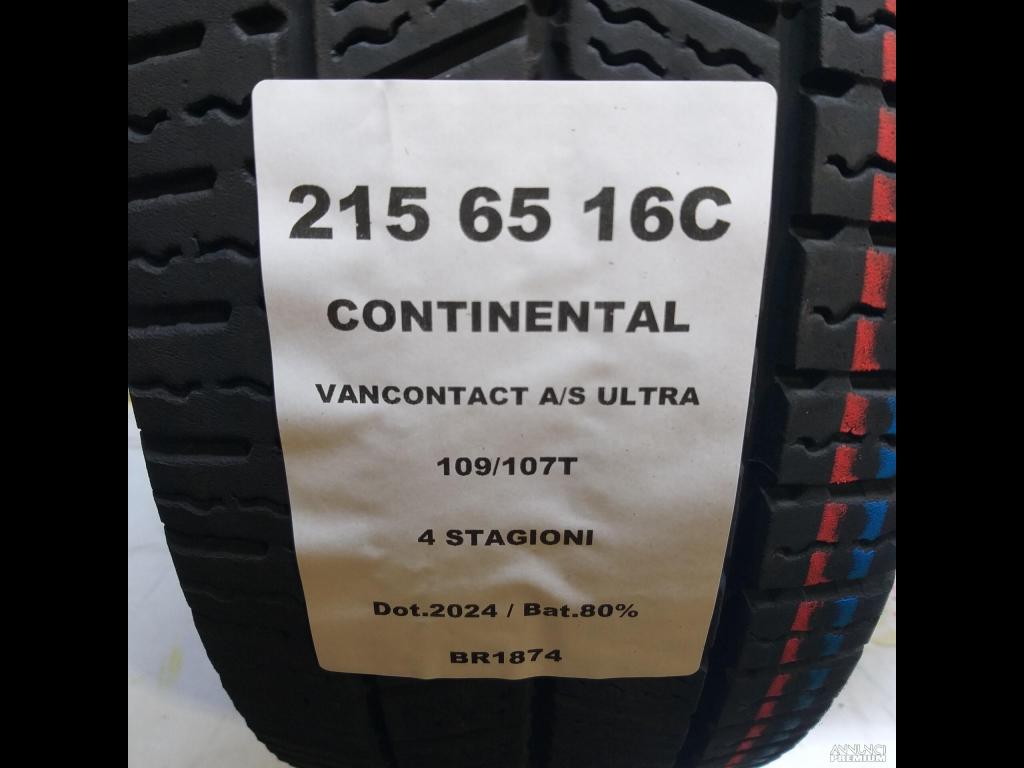 215 65 16C
CONTINENTAL
VANCONTACT A/S ULTRA
109/107T
4 STAGIONI
Dot.2024 / Bat.80%
BR1874
ANNUNCI
PREMIUM